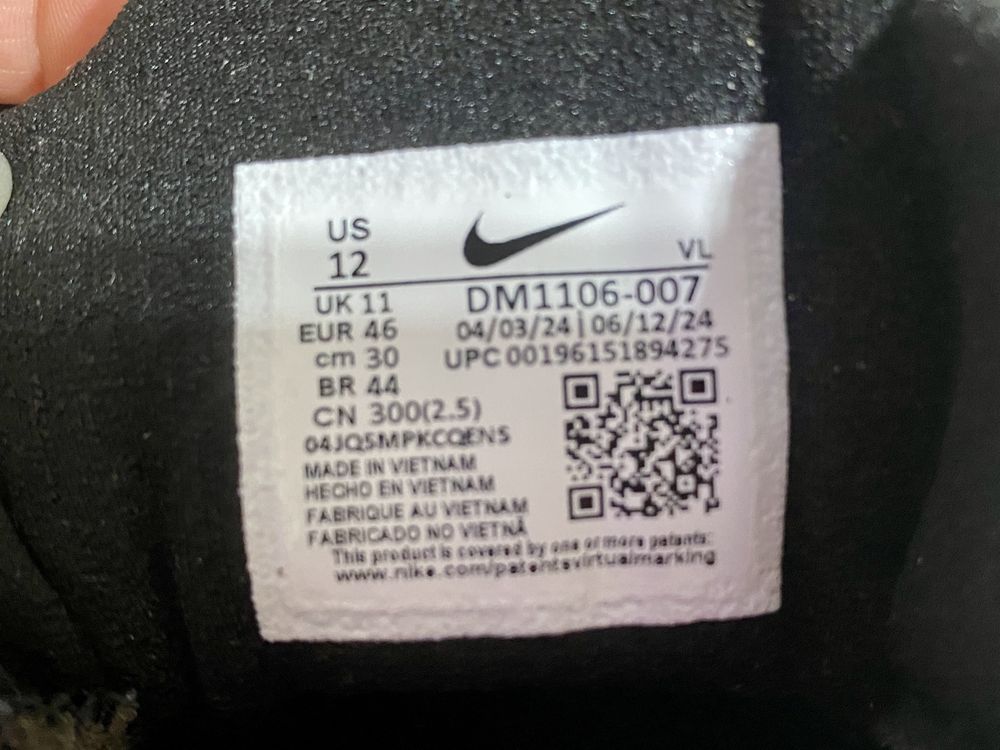 US
12
VL
UK 11
DM1106-007
EUR 46
04/03/24 | 06/12/24
cm 30
UPC 00196151894275
BR 44
CN 300(2.5)
04JQSMPKCQENS
MADE IN VIETNAM
HECHO EN VIETNAM
FABRIQUE AU VIETNAM
FABRICADO NO VIETNÃ
This product is covered by one or more patents:
www.nike.com/patentsvirtualmarking